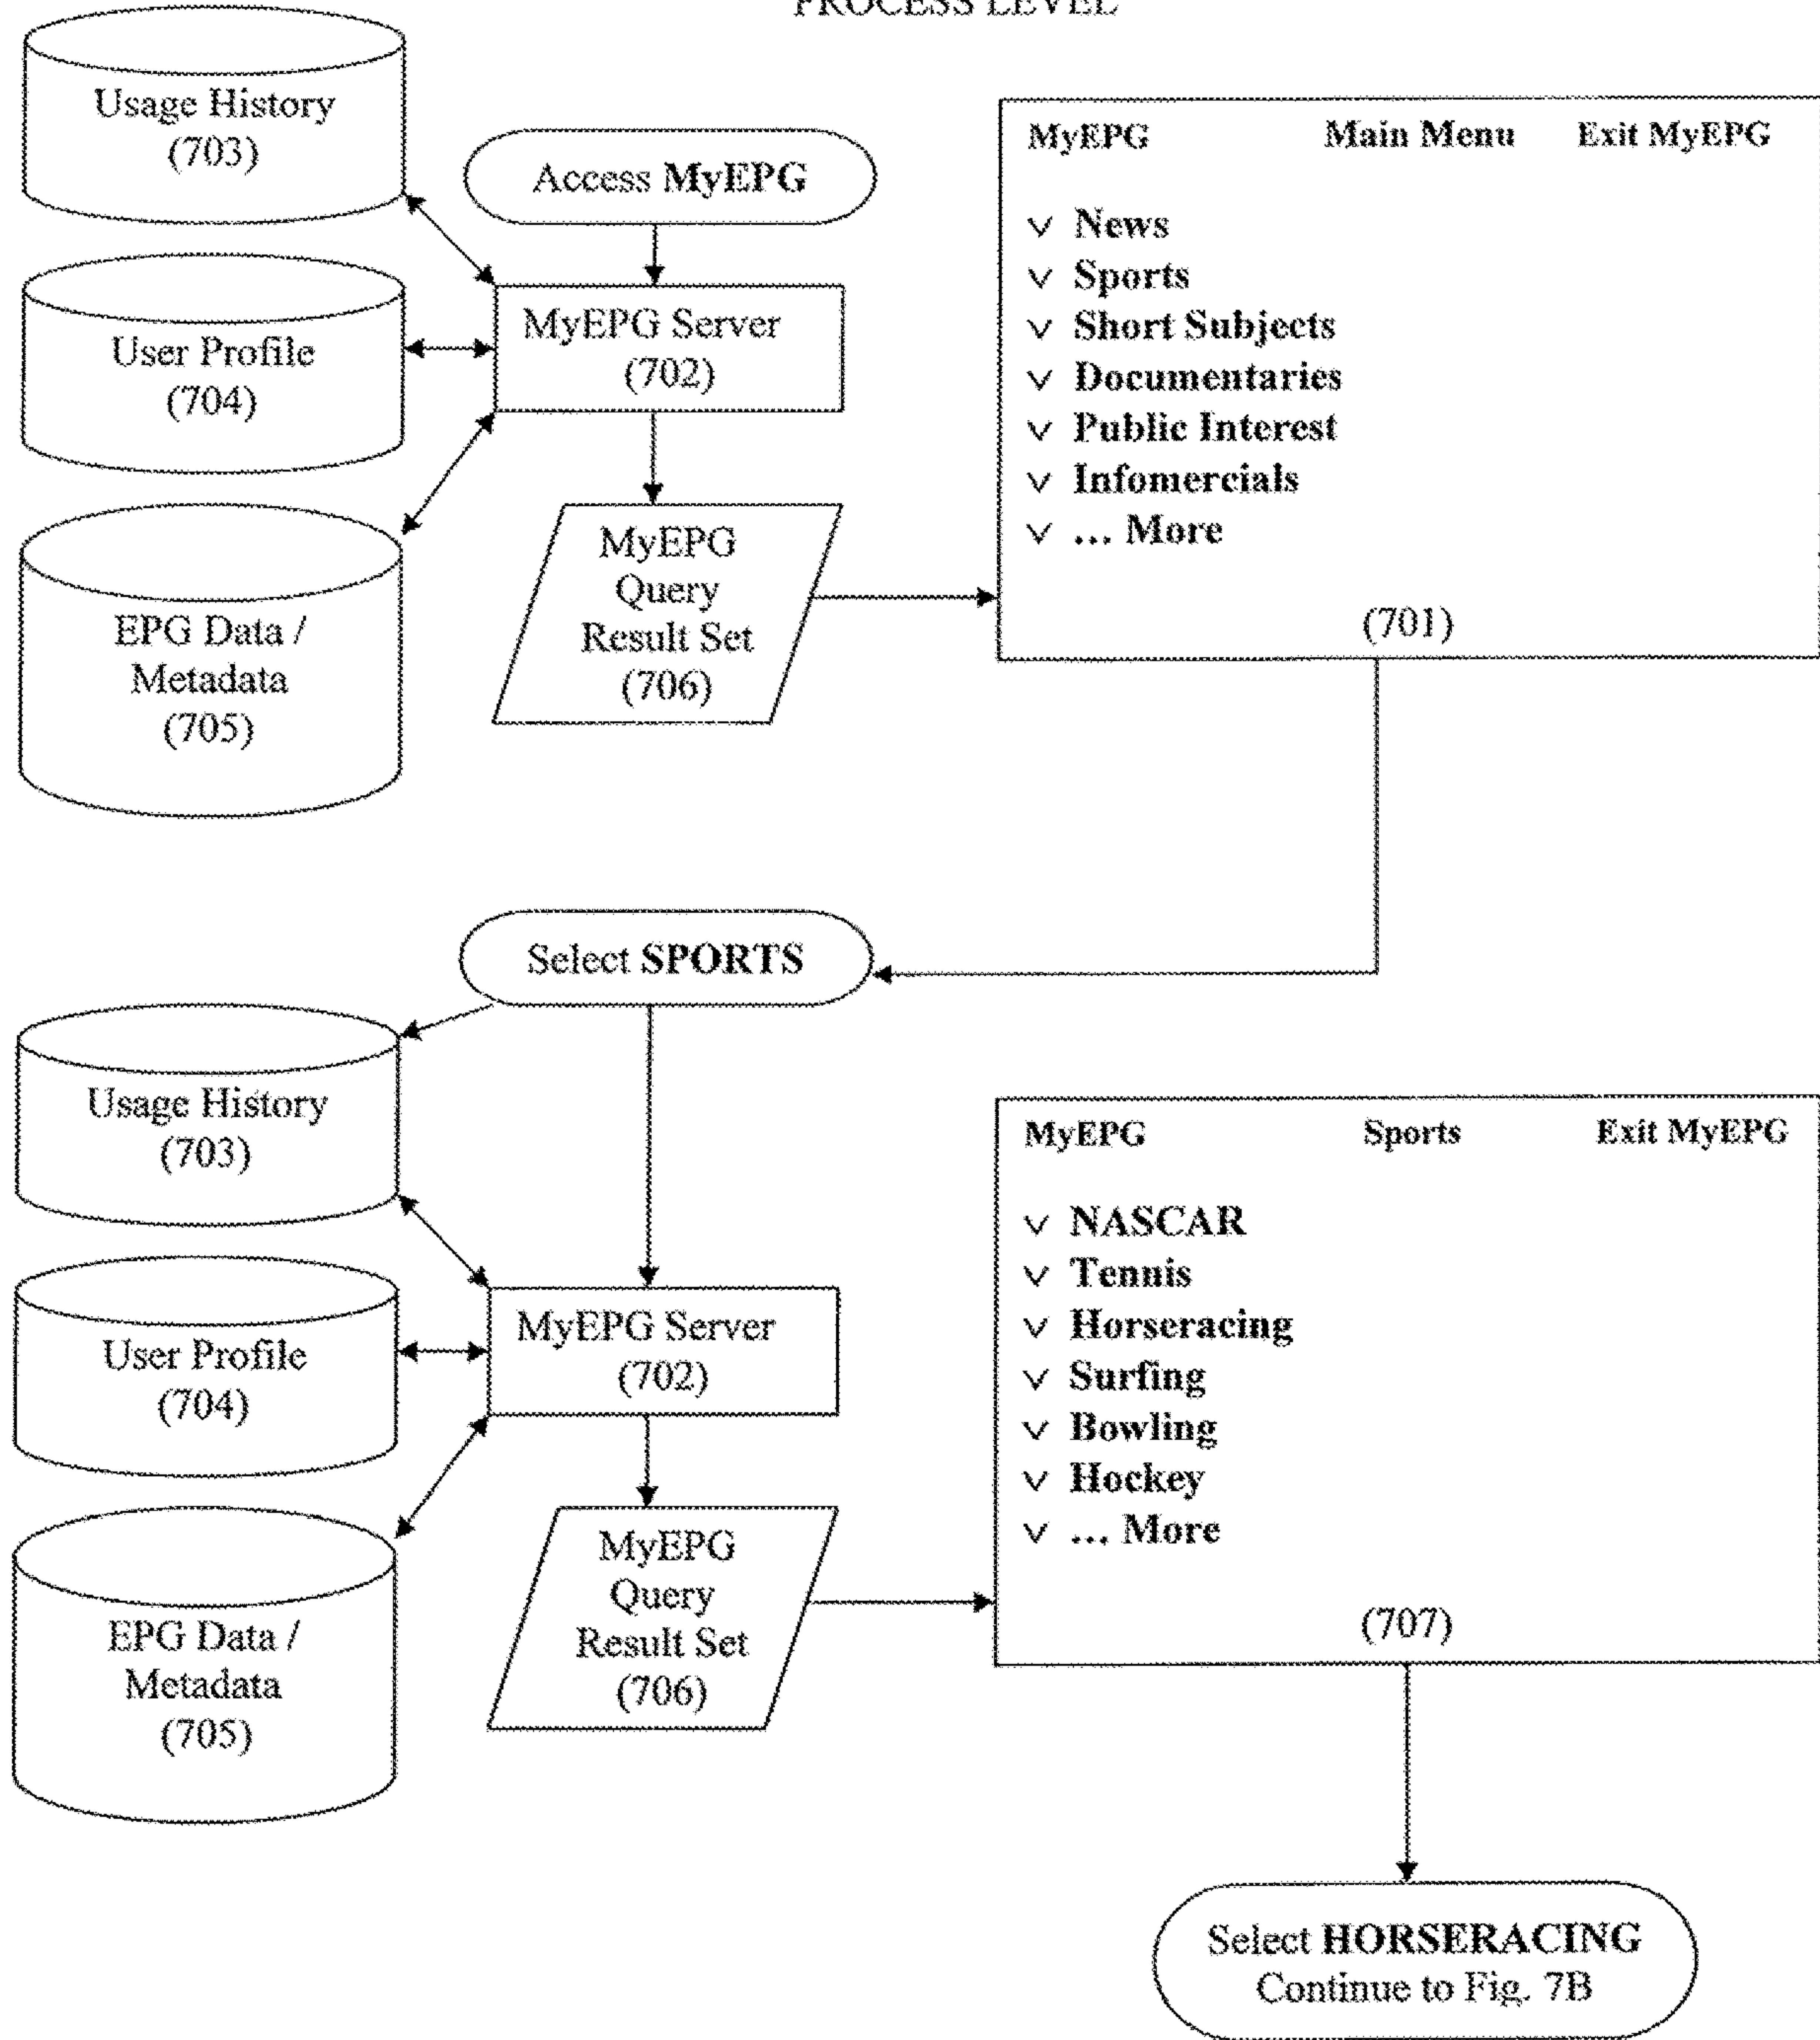 PROCESS LEVEL
Usage History
(703)
Access MyEPG
MyEPG Server
(702)
User Profile
(704)
EPG Data /
Metadata
(705)
MyEPG
Query
Result Set
(706)
MyEPG Main Menu Exit MyEPG
v News
v Sports
v Short Subjects
v Documentaries
v Public Interest
v Infomercials
v ... More
(701)
Select SPORTS
Usage History
(703)
MyEPG Server
(702)
User Profile
(704)
EPG Data /
Metadata
(705)
MyEPG
Query
Result Set
(706)
MyEPG Sports Exit MyEPG
v NASCAR
v Tennis
v Horseracing
v Surfing
v Bowling
v Hockey
v ... More
(707)
Select HORSERACING
Continue to Fig. 7B